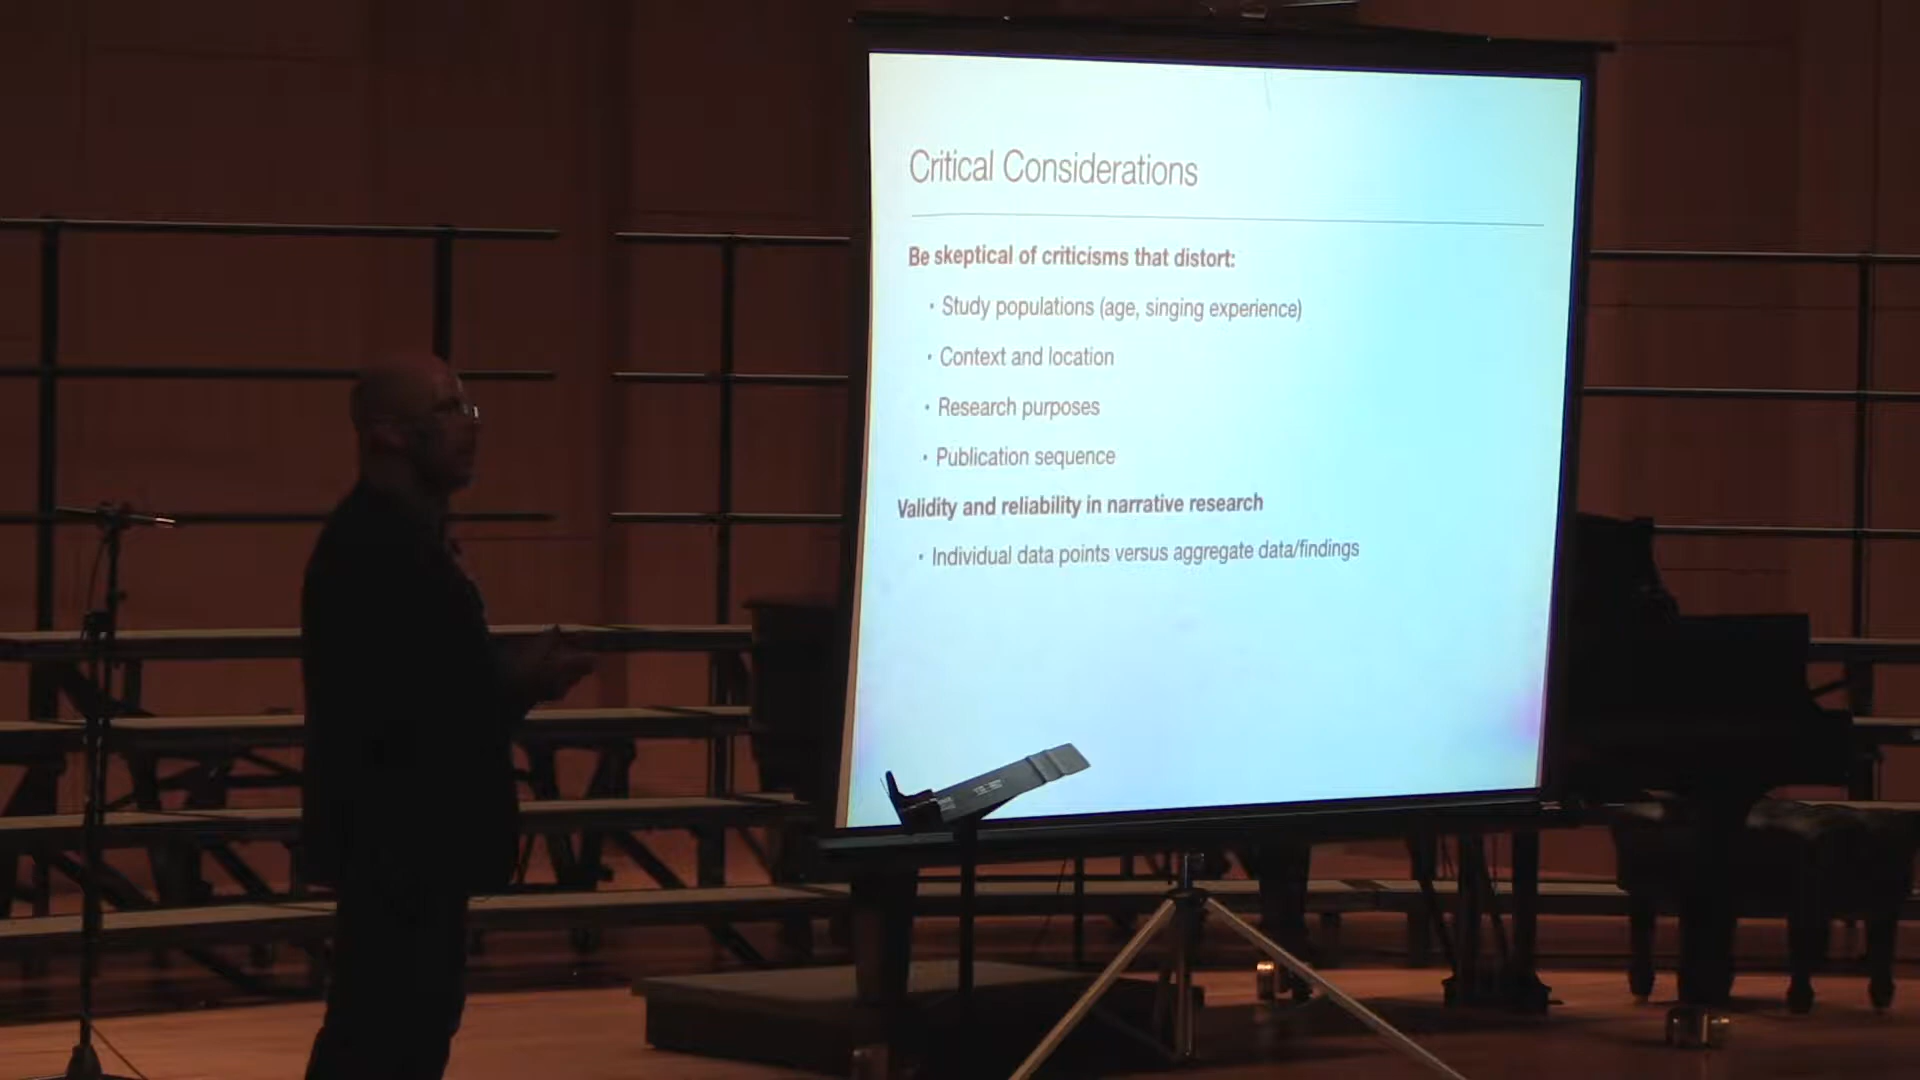 Critical Considerations
Be skeptical of criticisms that distort:
• Study populations (age, singing experience)
• Context and location
• Research purposes
• Publication sequence
Validity and reliability in narrative research
• Individual data points versus aggregate data/findings